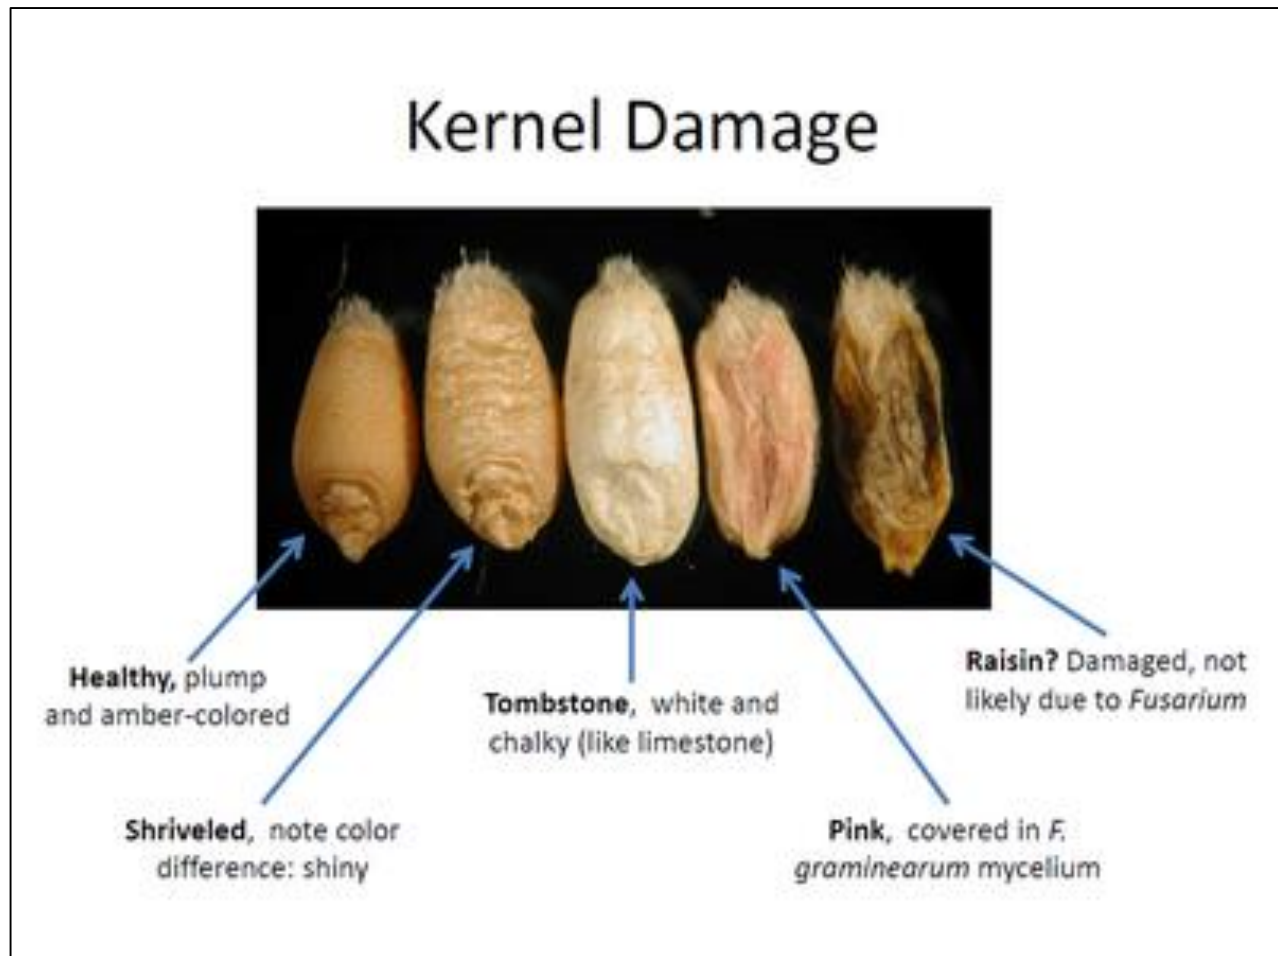 Kernel Damage
Healthy, plump
and amber-colored
Shriveled, note color
difference: shiny
Tombstone, white and
chalky (like limestone)
Pink, covered in F.
graminearum mycelium
Raisin? Damaged, not
likely due to Fusarium